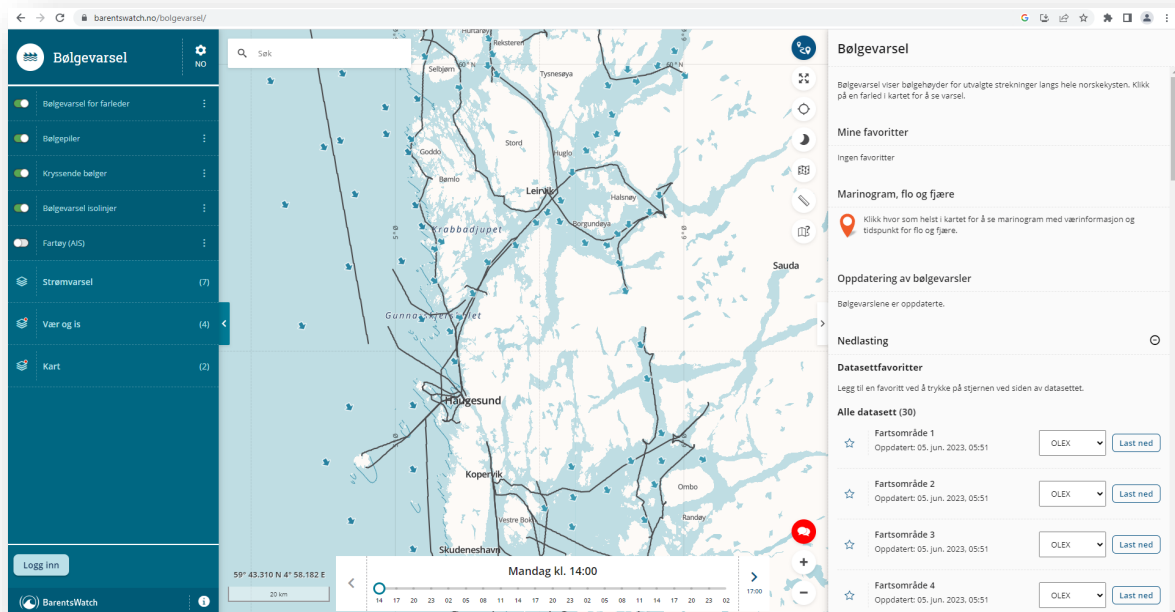 barentswatch.no/bolgevarsel/
Bølgevarsel
NO
Bølgevarsel for farleder
Bølgepiler
Kryssende bølger
Bølgevarsel isolinjer
Fartøy (AIS)
Strømvarsel (7)
Vær og is (4)
Kart (2)
Logg inn
BarentsWatch
Søk
Huftarøy
Reksteren
60°N
60°N
Selbjørn
Tysnesøya
Stord
Goddo
Huglo
Bømlo
Leirvik
Halsnøy
Borgundøya
Krabbadjupet
Sauda
Haugesund
Kopervik
Ombo
Vestre Bokn
Randøy
Skudeneshavn
59° 43.310 N 4° 58.182 E
20 km
Mandag kl. 14:00
14 17 20 23 02 05 08 11 14 17 20 23 02 05 08 11 14 17 20 23 02
17:00
Bølgevarsel
Bølgevarsel viser bølgehøyder for utvalgte strekninger langs hele norskekysten. Klikk
på en farled i kartet for å se varsel.
Mine favoritter
Ingen favoritter
Marinogram, flo og fjære
Klikk hvor som helst i kartet for å se marinogram med værinformasjon og
tidspunkt for flo og fjære.
Oppdatering av bølgevarsler
Bølgevarslene er oppdaterte.
Nedlasting
Datasettfavoritter
Legg til en favoritt ved å trykke på stjernen ved siden av datasettet.
Alle datasett (30)
Fartsområde 1
Oppdatert: 05. jun. 2023, 05:51
OLEX
Last ned
Fartsområde 2
Oppdatert: 05. jun. 2023, 05:51
OLEX
Last ned
Fartsområde 3
Oppdatert: 05. jun. 2023, 05:51
OLEX
Last ned
Fartsområde 4
Oppdatert: 05. jun. 2023, 05:51
OLEX
Last ned